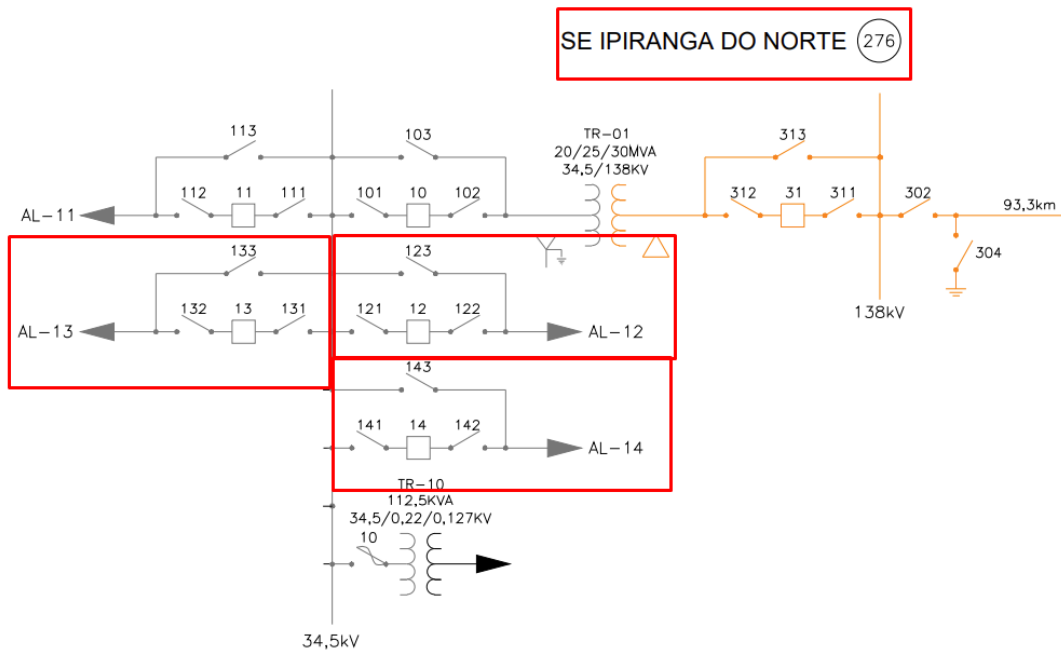 SE IPIRANGA DO NORTE 276
113
103
TR-01
20/25/30MVA
34,5/138KV
313
112 11 111 101 10 102
312 31 311 302
AL-11
93,3km
304
133
123
132 13 131 121 12 122
AL-13
AL-12
138kV
143
141 14 142
AL-14
TR-10
112,5KVA
34,5/0,22/0,127KV
10
34,5kV